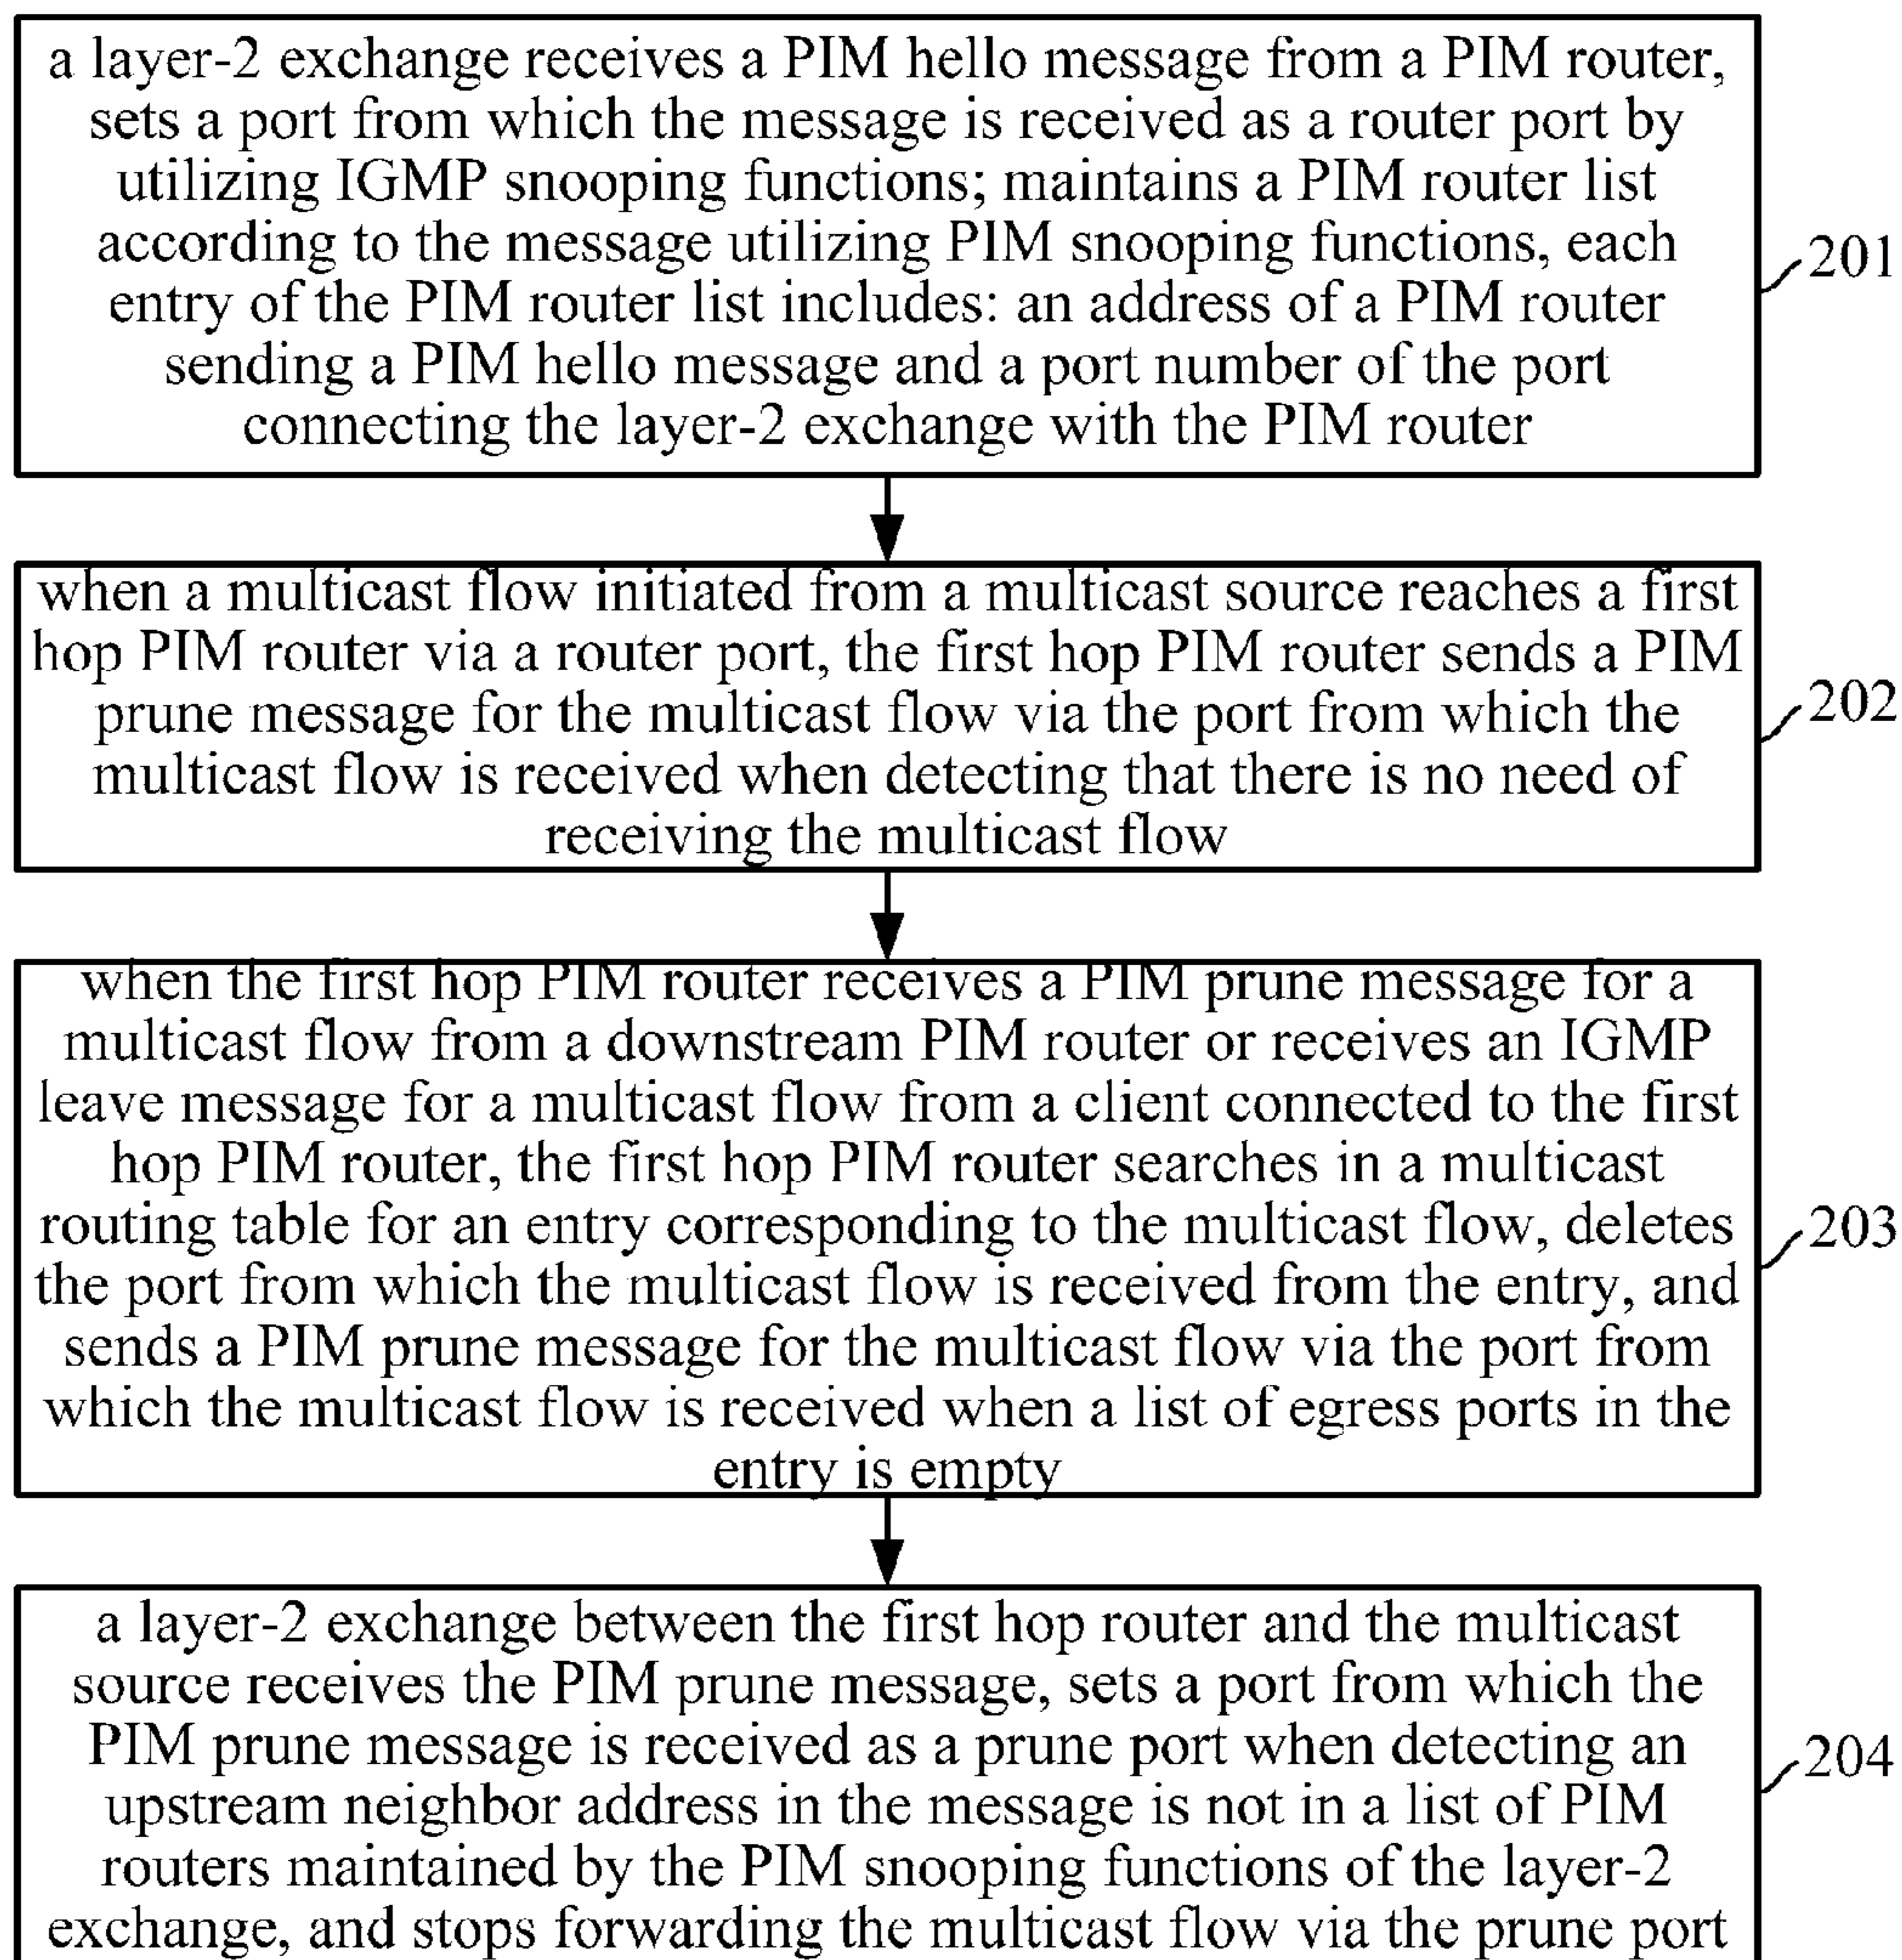 a layer-2 exchange receives a PIM hello message from a PIM router,
sets a port from which the message is received as a router port by
utilizing IGMP snooping functions; maintains a PIM router list
according to the message utilizing PIM snooping functions, each
entry of the PIM router list includes: an address of a PIM router
sending a PIM hello message and a port number of the port
connecting the layer-2 exchange with the PIM router
201
when a multicast flow initiated from a multicast source reaches a first
hop PIM router via a router port, the first hop PIM router sends a PIM
prune message for the multicast flow via the port from which the
multicast flow is received when detecting that there is no need of
receiving the multicast flow
202
when the first hop PIM router receives a PIM prune message for a
multicast flow from a downstream PIM router or receives an IGMP
leave message for a multicast flow from a client connected to the first
hop PIM router, the first hop PIM router searches in a multicast
routing table for an entry corresponding to the multicast flow, deletes
the port from which the multicast flow is received from the entry, and
sends a PIM prune message for the multicast flow via the port from
which the multicast flow is received when a list of egress ports in the
entry is empty
203
a layer-2 exchange between the first hop router and the multicast
source receives the PIM prune message, sets a port from which the
PIM prune message is received as a prune port when detecting an
upstream neighbor address in the message is not in a list of PIM
routers maintained by the PIM snooping functions of the layer-2
exchange, and stops forwarding the multicast flow via the prune port
204